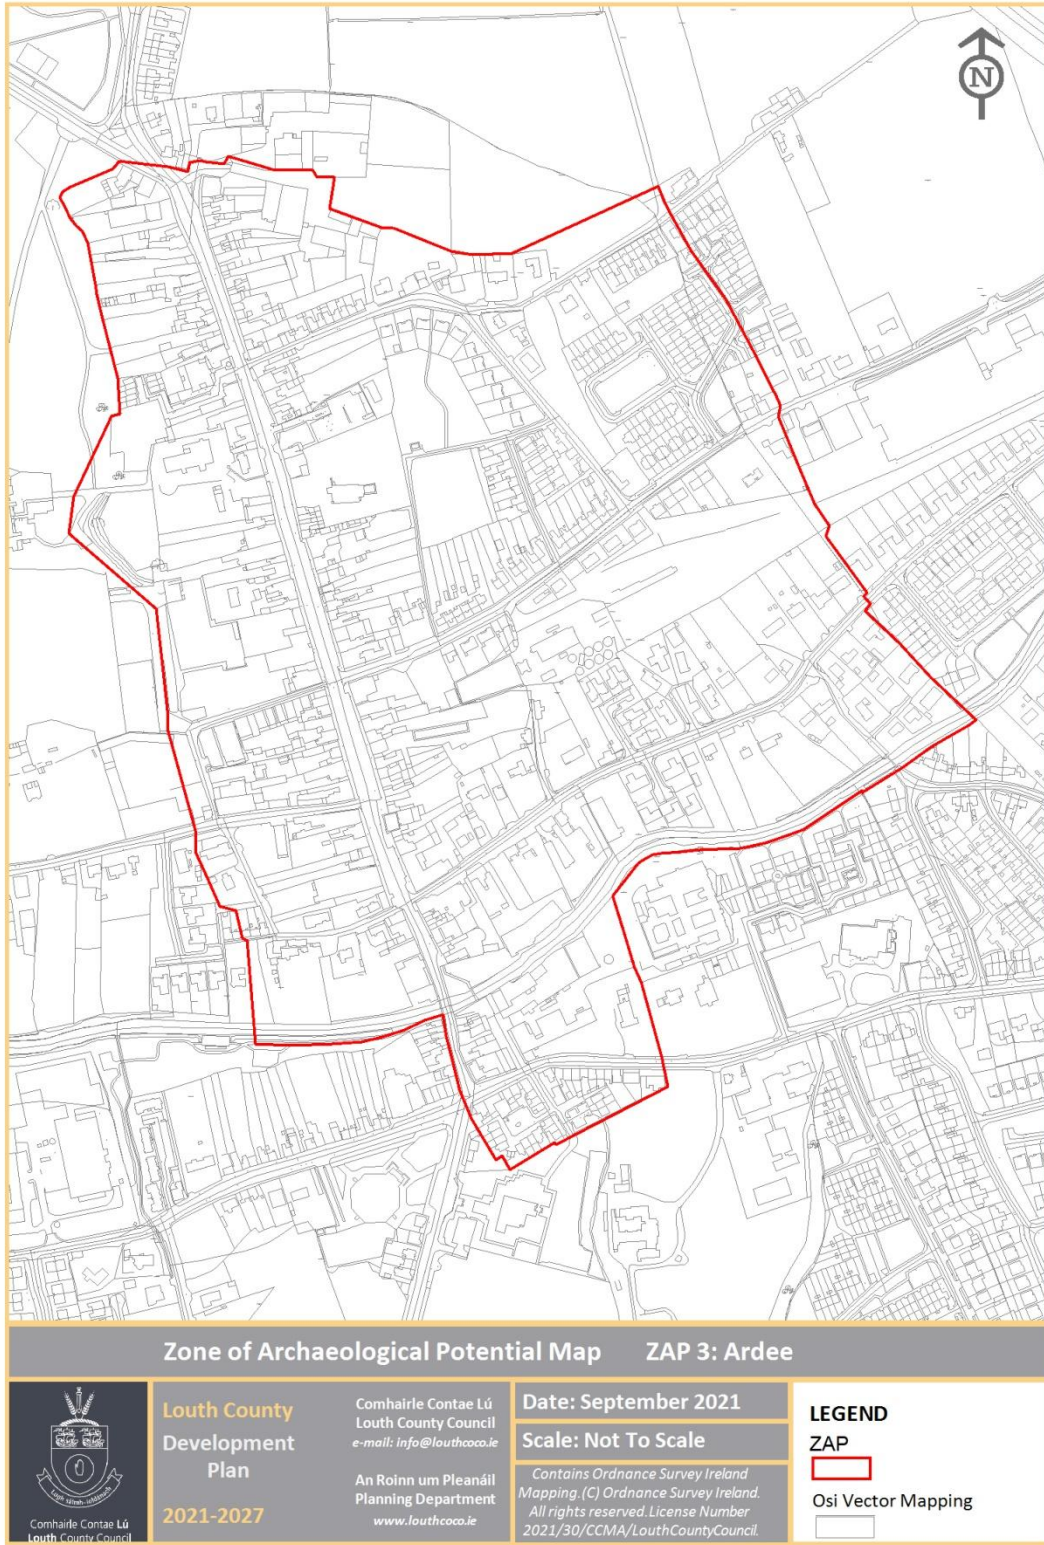 N
Zone of Archaeological Potential Map ZAP 3: Ardee
Comhairle Contae Lú
Louth County Council
Louth County
Development
Plan
2021-2027
Comhairle Contae Lú
Louth County Council
e-mail: info@louthcoco.ie
An Roinn um Pleanáil
Planning Department
www.louthcoco.ie
Date: September 2021
Scale: Not To Scale
Contains Ordnance Survey Ireland
Mapping.(C) Ordnance Survey Ireland.
All rights reserved.License Number
2021/30/CCMA/LouthCountyCouncil.
LEGEND
ZAP
Osi Vector Mapping